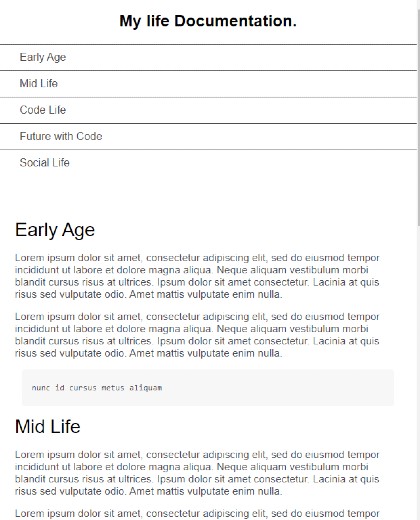 My life Documentation.
Early Age
Mid Life
Code Life
Future with Code
Social Life
Early Age
Lorem ipsum dolor sit amet, consectetur adipiscing elit, sed do eiusmod tempor
incididunt ut labore et dolore magna aliqua. Neque aliquam vestibulum morbi
blandit cursus risus at ultrices. Ipsum dolor sit amet consectetur. Lacinia at quis
risus sed vulputate odio. Amet mattis vulputate enim nulla.
Lorem ipsum dolor sit amet, consectetur adipiscing elit, sed do eiusmod tempor
incididunt ut labore et dolore magna aliqua. Neque aliquam vestibulum morbi
blandit cursus risus at ultrices. Ipsum dolor sit amet consectetur. Lacinia at quis
risus sed vulputate odio. Amet mattis vulputate enim nulla.
nunc id cursus metus aliquam
Mid Life
Lorem ipsum dolor sit amet, consectetur adipiscing elit, sed do eiusmod tempor
incididunt ut labore et dolore magna aliqua. Neque aliquam vestibulum morbi
blandit cursus risus at ultrices. Ipsum dolor sit amet consectetur. Lacinia at quis
risus sed vulputate odio. Amet mattis vulputate enim nulla.
Lorem ipsum dolor sit amet, consectetur adipiscing elit, sed do eiusmod tempor